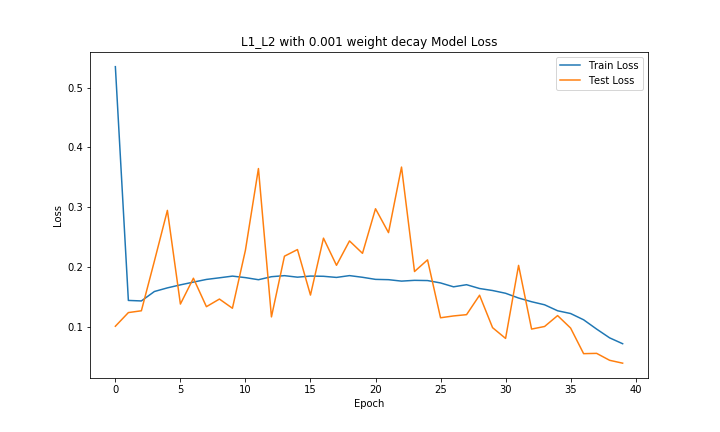 L1_L2 with 0.001 weight decay Model Loss
Train Loss
Test Loss
0.5
0.4
0.3
0.2
0.1
Loss
0 5 10 15 20 25 30 35 40
Epoch